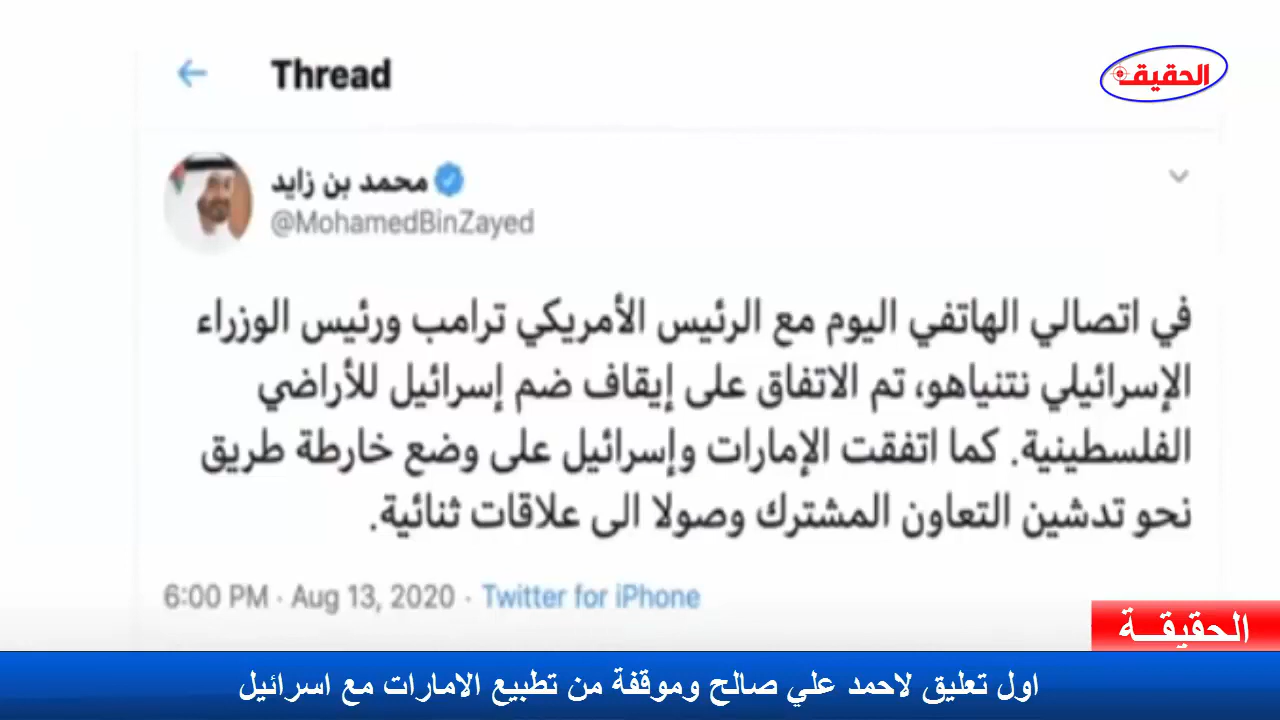 Thread
الحقيقة
محمد بن زايد
@MohamedBinZayed
في اتصالي الهاتفي اليوم مع الرئيس الأمريكي ترامب ورئيس الوزراء
الإسرائيلي نتنياهو، تم الاتفاق على إيقاف ضم إسرائيل للأراضي
الفلسطينية. كما اتفقت الإمارات وإسرائيل على وضع خارطة طريق
نحو تدشين التعاون المشترك وصولا الى علاقات ثنائية.
6:00 PM · Aug 13, 2020 · Twitter for iPhone
الحقيقـــة
اول تعليق لاحمد علي صالح وموقفة من تطبيع الامارات مع اسرائيل